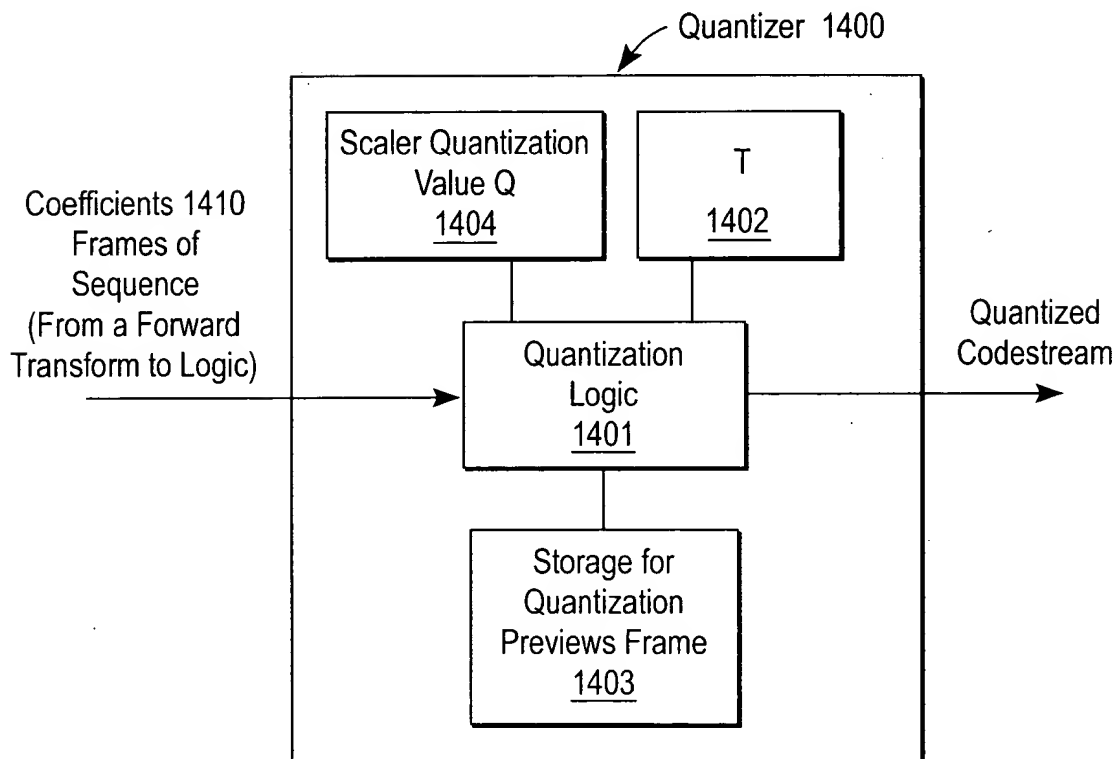 Quantizer 1400
Scaler Quantization
Value Q
1404
T
1402
Coefficients 1410
Frames of
Sequence
(From a Forward
Transform to Logic)
Quantization
Logic
1401
Quantized
Codestream
Storage for
Quantization
Previews Frame
1403